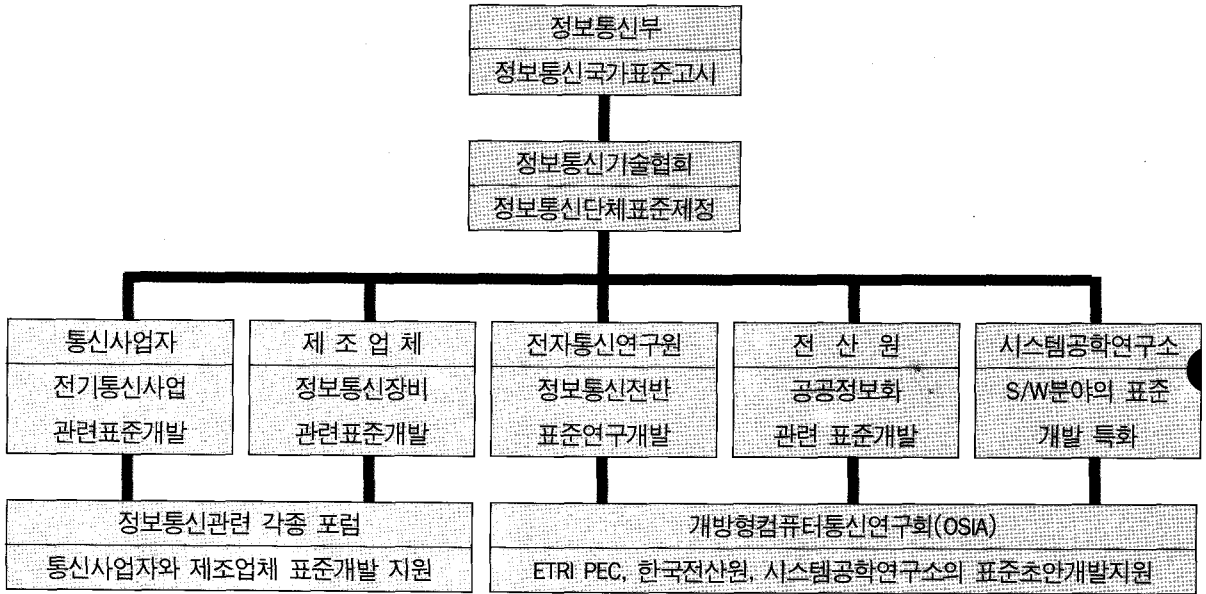 정보통신부
정보통신국가표준고시
정보통신기술협회
정보통신단체표준제정
통신사업자
전기통신사업
관련표준개발
제 조 업 체
정보통신장비
관련표준개발
전자통신연구원
정보통신전반
표준연구개발
전 산 원
공공정보화
관련 표준개발
시스템공학연구소
S/W분야의 표준
개발 특화
정보통신관련 각종 포럼
통신사업자와 제조업체 표준개발 지원
개방형컴퓨터통신연구회(OSIA)
ETRI PEC, 한국전산원, 시스템공학연구소의 표준초안개발지원